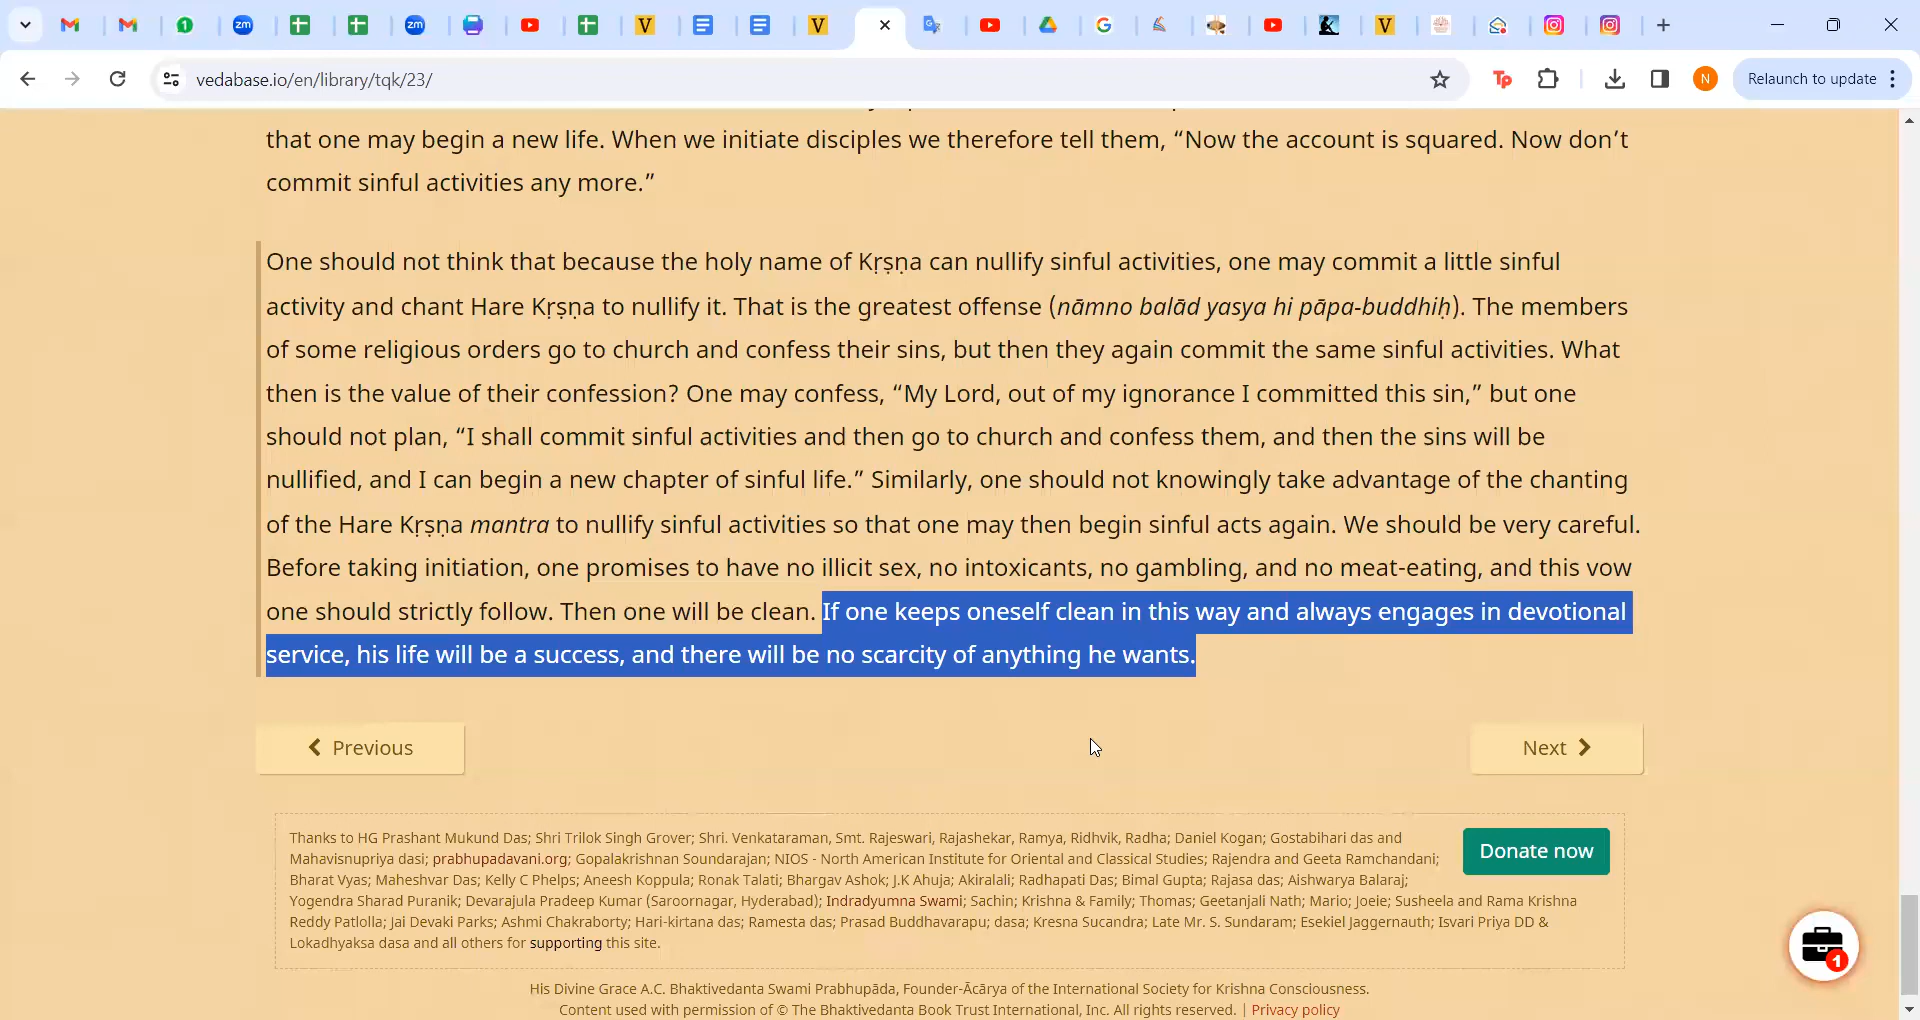 zm
zm
V
V
V
vedabase.io/en/library/tqk/23/
Tp
N
Relaunch to update
that one may begin a new life. When we initiate disciples we therefore tell them, “Now the account is squared. Now don’t
commit sinful activities any more.”
One should not think that because the holy name of Kṛṣṇa can nullify sinful activities, one may commit a little sinful
activity and chant Hare Kṛṣṇa to nullify it. That is the greatest offense (nāmno balād yasya hi pāpa-buddhiḥ). The members
of some religious orders go to church and confess their sins, but then they again commit the same sinful activities. What
then is the value of their confession? One may confess, “My Lord, out of my ignorance I committed this sin,” but one
should not plan, “I shall commit sinful activities and then go to church and confess them, and then the sins will be
nullified, and I can begin a new chapter of sinful life.” Similarly, one should not knowingly take advantage of the chanting
of the Hare Kṛṣṇa mantra to nullify sinful activities so that one may then begin sinful acts again. We should be very careful.
Before taking initiation, one promises to have no illicit sex, no intoxicants, no gambling, and no meat-eating, and this vow
one should strictly follow. Then one will be clean. If one keeps oneself clean in this way and always engages in devotional
service, his life will be a success, and there will be no scarcity of anything he wants.
Previous
Next
Thanks to HG Prashant Mukund Das; Shri Trilok Singh Grover; Shri. Venkataraman, Smt. Rajeswari, Rajashekar, Ramya, Ridhvik, Radha; Daniel Kogan; Gostabihari das and
Mahavisnupriya dasi; prabhupadavani.org; Gopalakrishnan Soundarajan; NIOS - North American Institute for Oriental and Classical Studies; Rajendra and Geeta Ramchandani;
Bharat Vyas; Maheshvar Das; Kelly C Phelps; Aneesh Koppula; Ronak Talati; Bhargav Ashok; J.K Ahuja; Akiralali; Radhapati Das; Bimal Gupta; Rajasa das; Aishwarya Balaraj;
Yogendra Sharad Puranik; Devarajula Pradeep Kumar (Saroornagar, Hyderabad); Indradyumna Swami; Sachin; Krishna & Family; Thomas; Geetanjali Nath; Mario; Joeie; Susheela and Rama Krishna
Reddy Patlolla; Jai Devaki Parks; Ashmi Chakraborty; Hari-kirtana das; Ramesta das; Prasad Buddhavarapu; dasa; Kresna Sucandra; Late Mr. S. Sundaram; Esekiel Jaggernauth; Isvari Priya DD &
Lokadhyaksa dasa and all others for supporting this site.
Donate now
1
His Divine Grace A.C. Bhaktivedanta Swami Prabhupāda, Founder-Ācārya of the International Society for Krishna Consciousness.
Content used with permission of © The Bhaktivedanta Book Trust International, Inc. All rights reserved. | Privacy policy